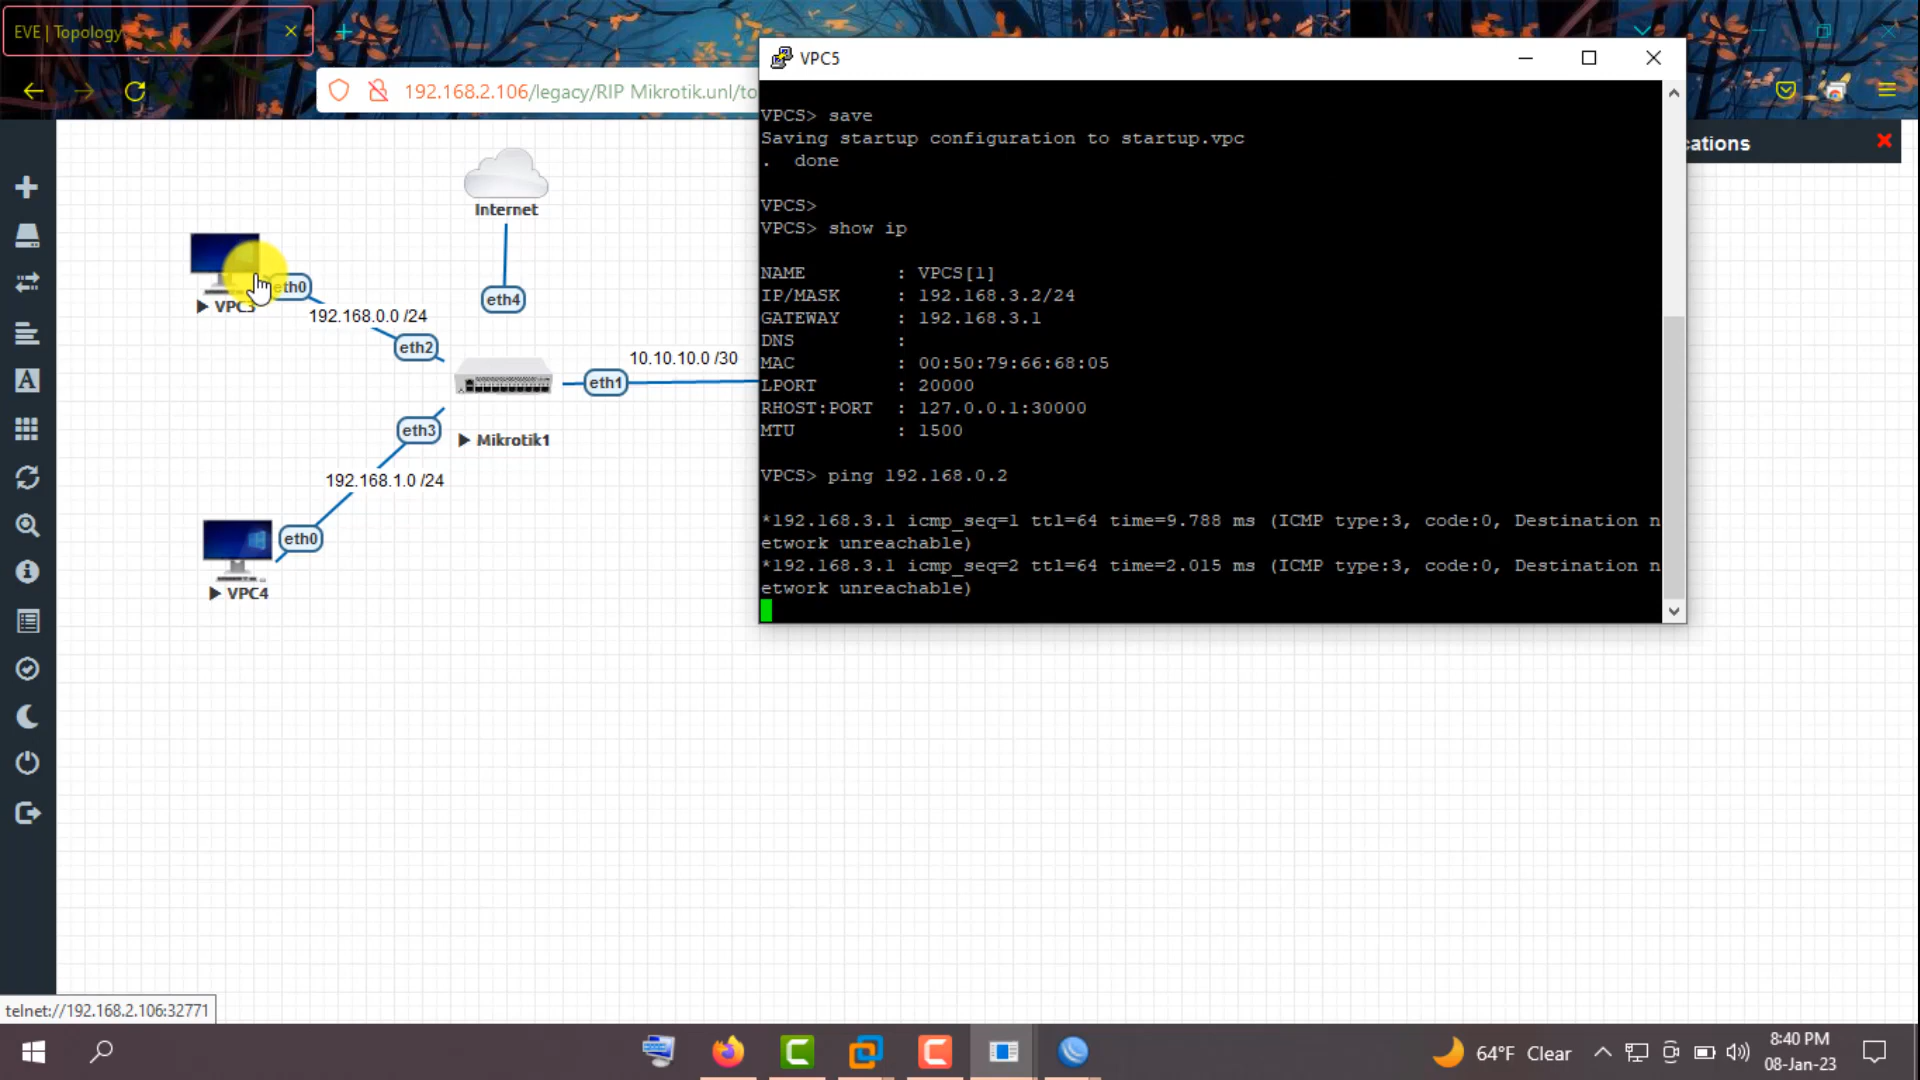 EVE | Topology
192.168.2.106/legacy/RIP Mikrotik.unl/to
VPC5
VPCS> save
Saving startup configuration to startup.vpc
.  done
VPCS>
VPCS> show ip
NAME        : VPCS[1]
IP/MASK     : 192.168.3.2/24
GATEWAY     : 192.168.3.1
DNS         :
MAC         : 00:50:79:66:68:05
LPORT       : 20000
RHOST:PORT  : 127.0.0.1:30000
MTU         : 1500
VPCS> ping 192.168.0.2
*192.168.3.1 icmp_seq=1 ttl=64 time=9.788 ms (ICMP type:3, code:0, Destination n
etwork unreachable)
*192.168.3.1 icmp_seq=2 ttl=64 time=2.015 ms (ICMP type:3, code:0, Destination n
etwork unreachable)
cations
Internet
eth4
eth0
VPC3
192.168.0.0 /24
eth2
10.10.10.0 /30
eth1
eth3
Mikrotik1
192.168.1.0 /24
eth0
VPC4
telnet://192.168.2.106:32771
64°F Clear
8:40 PM
08-Jan-23